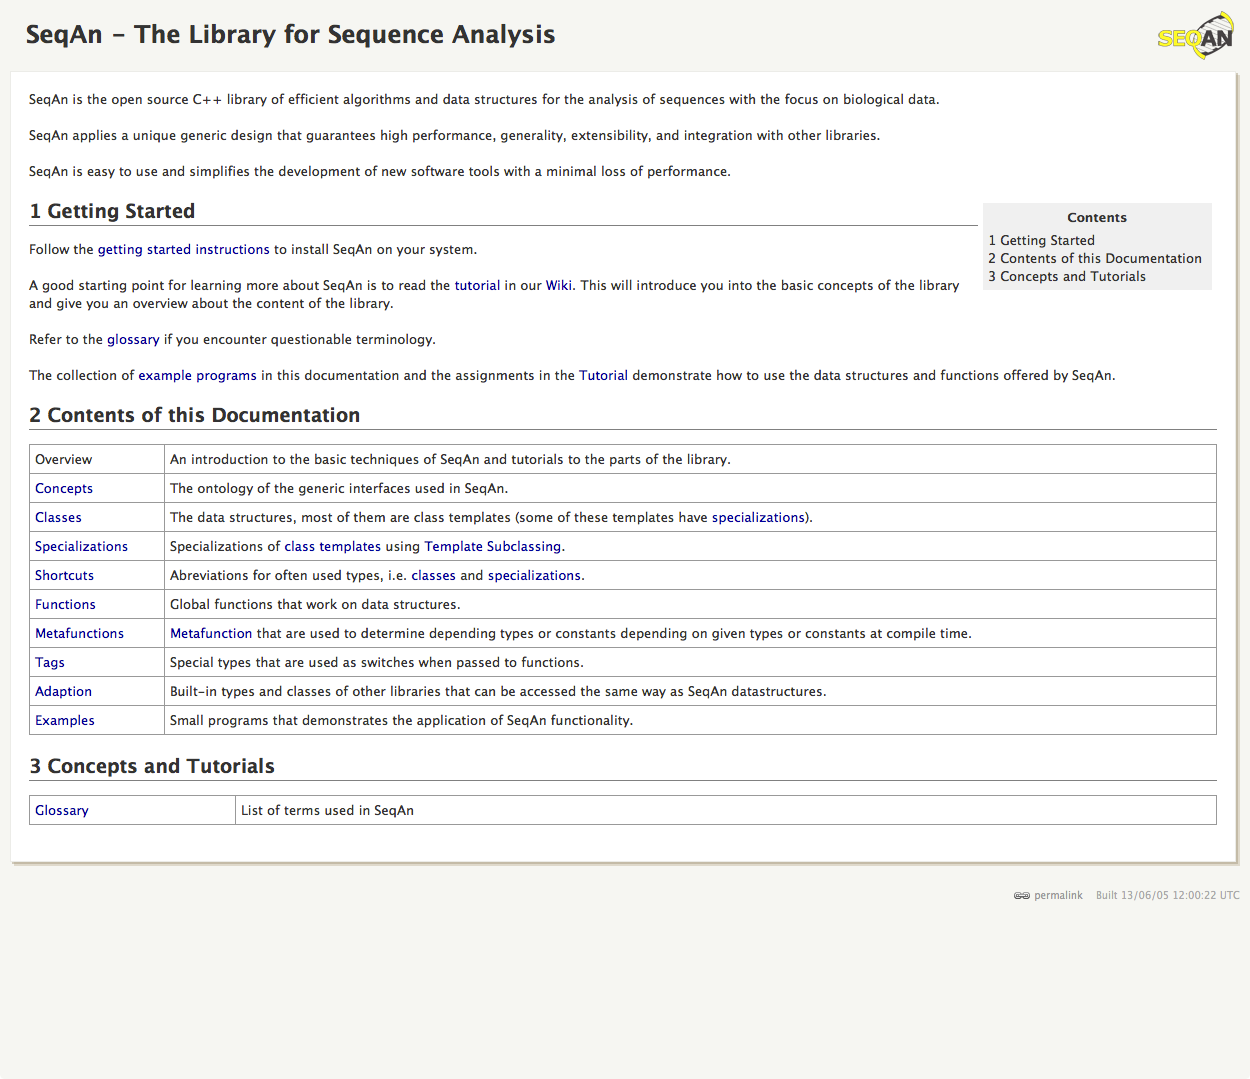 SeqAn - The Library for Sequence Analysis
SEQAN
SeqAn is the open source C++ library of efficient algorithms and data structures for the analysis of sequences with the focus on biological data.
SeqAn applies a unique generic design that guarantees high performance, generality, extensibility, and integration with other libraries.
SeqAn is easy to use and simplifies the development of new software tools with a minimal loss of performance.
1 Getting Started
Contents
1 Getting Started
2 Contents of this Documentation
3 Concepts and Tutorials
Follow the getting started instructions to install SeqAn on your system.
A good starting point for learning more about SeqAn is to read the tutorial in our Wiki. This will introduce you into the basic concepts of the library
and give you an overview about the content of the library.
Refer to the glossary if you encounter questionable terminology.
The collection of example programs in this documentation and the assignments in the Tutorial demonstrate how to use the data structures and functions offered by SeqAn.
2 Contents of this Documentation
Overview An introduction to the basic techniques of SeqAn and tutorials to the parts of the library.
Concepts The ontology of the generic interfaces used in SeqAn.
Classes The data structures, most of them are class templates (some of these templates have specializations).
Specializations Specializations of class templates using Template Subclassing.
Shortcuts Abreviations for often used types, i.e. classes and specializations.
Functions Global functions that work on data structures.
Metafunctions Metafunction that are used to determine depending types or constants depending on given types or constants at compile time.
Tags Special types that are used as switches when passed to functions.
Adaption Built-in types and classes of other libraries that can be accessed the same way as SeqAn datastructures.
Examples Small programs that demonstrates the application of SeqAn functionality.
3 Concepts and Tutorials
Glossary List of terms used in SeqAn
permalink Built 13/06/05 12:00:22 UTC